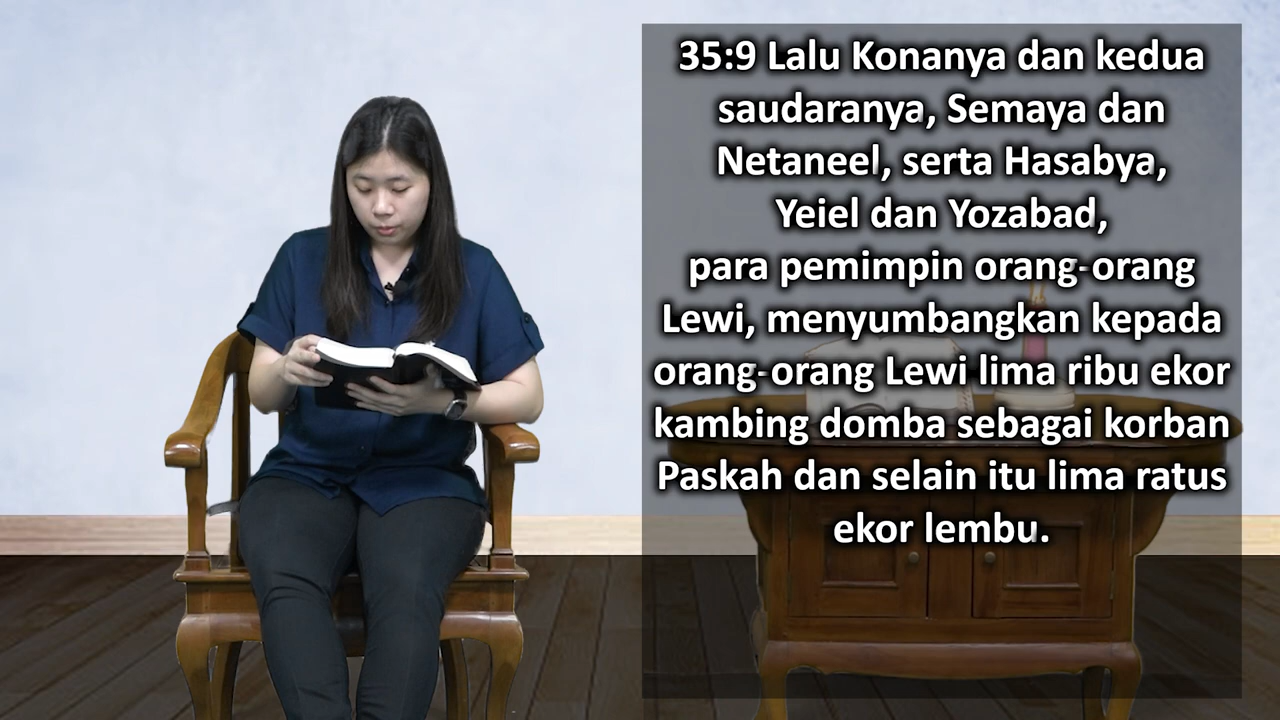 35:9 Lalu Konanya dan kedua
saudaranya, Semaya dan
Netaneel, serta Hasabya,
Yeiel dan Yozabad,
para pemimpin orang-orang
Lewi, menyumbangkan kepada
orang-orang Lewi lima ribu ekor
kambing domba sebagai korban
Paskah dan selain itu lima ratus
ekor lembu.